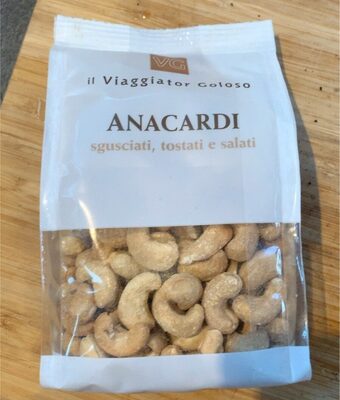 VG
il Viaggiator Goloso
ANACARDI
sgusciati, tostati e salati